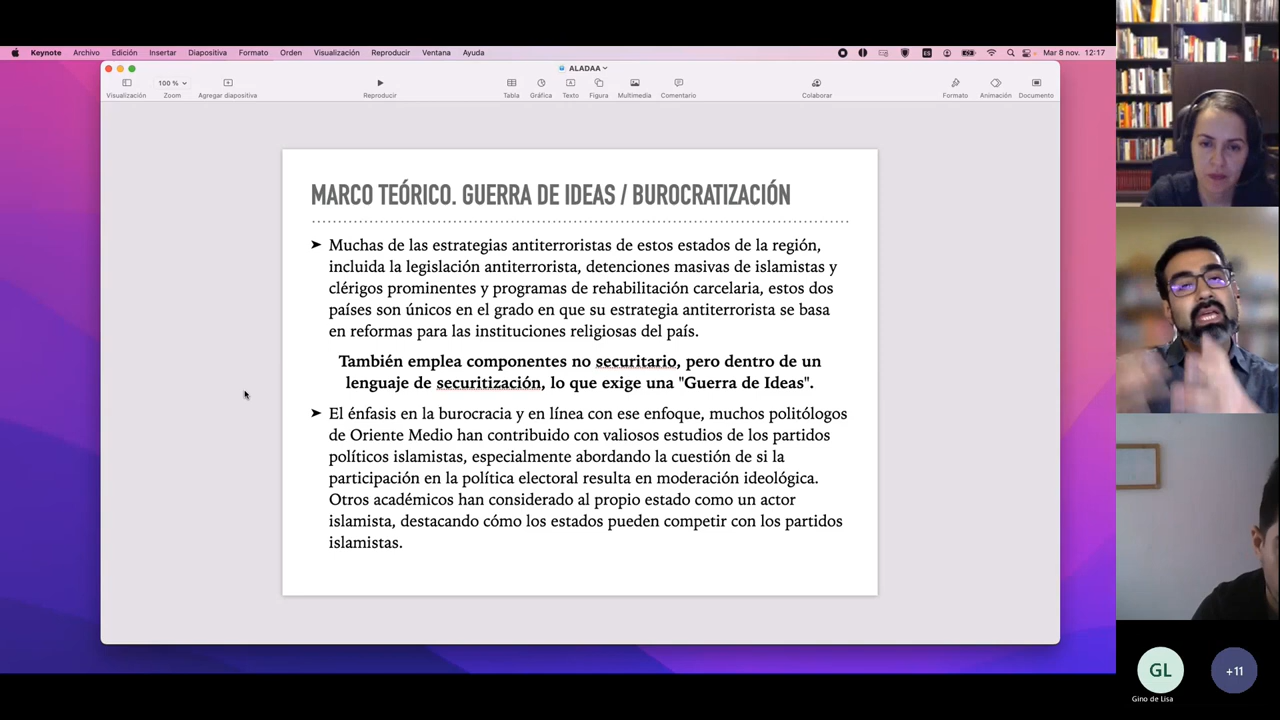 Keynote Archivo Edición Insertar Diapositiva Formato Orden Visualización Reproducir Ventana Ayuda ES Mar 8 nov. 12:17
ALADAA
100 %
Visualización Zoom Agregar diapositiva Reproducir Tabla Gráfica Texto Figura Multimedia Comentario Colaborar Formato Animación Documento
MARCO TEÓRICO. GUERRA DE IDEAS / BUROCRATIZACIÓN
➤ Muchas de las estrategias antiterroristas de estos estados de la región,
incluida la legislación antiterrorista, detenciones masivas de islamistas y
clérigos prominentes y programas de rehabilitación carcelaria, estos dos
países son únicos en el grado en que su estrategia antiterrorista se basa
en reformas para las instituciones religiosas del país.
También emplea componentes no securitario, pero dentro de un
lenguaje de securitización, lo que exige una "Guerra de Ideas".
➤ El énfasis en la burocracia y en línea con ese enfoque, muchos politólogos
de Oriente Medio han contribuido con valiosos estudios de los partidos
políticos islamistas, especialmente abordando la cuestión de si la
participación en la política electoral resulta en moderación ideológica.
Otros académicos han considerado al propio estado como un actor
islamista, destacando cómo los estados pueden competir con los partidos
islamistas.
GL
+11
Gino de Lisa